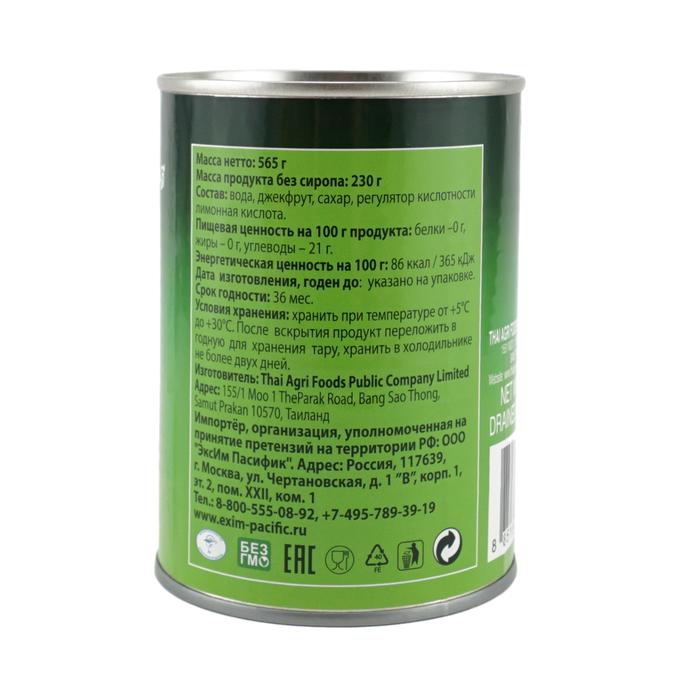 Масса нетто: 565 г
Масса продукта без сиропа: 230 г
Состав: вода, джекфрут, сахар, регулятор кислотности
лимонная кислота.
Пищевая ценность на 100 г продукта: белки –0 г,
жиры – 0 г, углеводы – 21 г.
Энергетическая ценность на 100г: 86 ккал / 365 кДж
Дата изготовления, годен до: указано на упаковке.
Срок годности: 36 мес.
Условия хранения: хранить при температуре от +5°С
до +30°С. После вскрытия продукт переложить в
годную для хранения тару, хранить в холодильнике
не более двух дней.
Изготовитель: Thai Agri Foods Public Company Limited
Адрес: 155/1 Moo 1 TheParak Road, Bang Sao Thong,
Samut Prakan 10570, Таиланд
Импортёр, организация, уполномоченная на
принятие претензий на территории РФ: ООО
"ЭксИм Пасифик". Адрес: Россия, 117639,
г. Москва, ул. Чертановская, д. 1 "В", корп. 1,
эт. 2, пом. XXII, ком. 1
Тел.: 8-800-555-08-92, +7-495-789-39-19
www.exim-pacific.ru
БЕЗ
ГМО
EAC
40
FE
THAI AGRI
NET
8